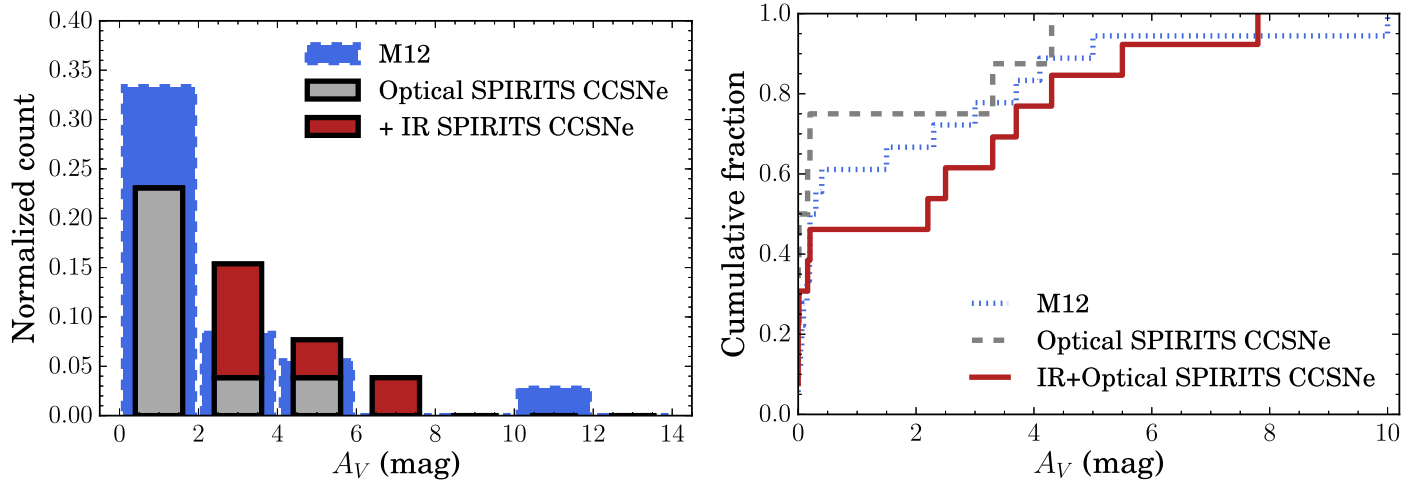 0.40
0.35
0.30
0.25
0.20
0.15
0.10
0.05
0.00
Normalized count
M12
Optical SPIRITS CCSNe
+ IR SPIRITS CCSNe
0 2 4 6 8 10 12 14
A_V (mag)
1.0
0.8
0.6
0.4
0.2
0.0
Cumulative fraction
M12
Optical SPIRITS CCSNe
IR+Optical SPIRITS CCSNe
0 2 4 6 8 10
A_V (mag)